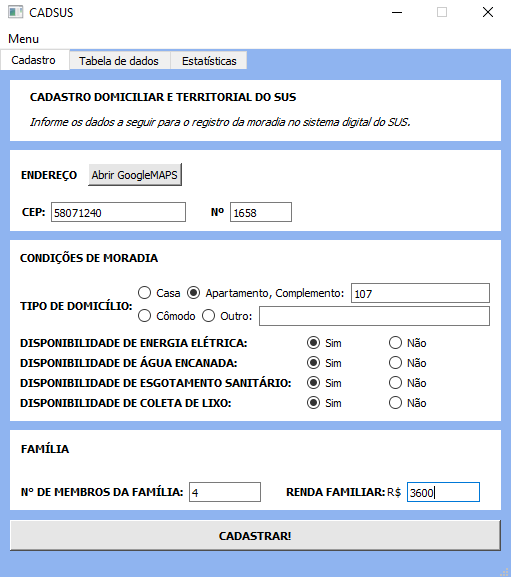 CADSUS
Menu
Cadastro Tabela de dados Estatísticas
CADASTRO DOMICILIAR E TERRITORIAL DO SUS
Informe os dados a seguir para o registro da moradia no sistema digital do SUS.
ENDEREÇO Abrir GoogleMAPS
CEP: 58071240 Nº 1658
CONDIÇÕES DE MORADIA
TIPO DE DOMICÍLIO: Casa Apartamento, Complemento: 107
Cômodo Outro:
DISPONIBILIDADE DE ENERGIA ELÉTRICA: Sim Não
DISPONIBILIDADE DE ÁGUA ENCANADA: Sim Não
DISPONIBILIDADE DE ESGOTAMENTO SANITÁRIO: Sim Não
DISPONIBILIDADE DE COLETA DE LIXO: Sim Não
FAMÍLIA
N° DE MEMBROS DA FAMÍLIA: 4 RENDA FAMILIAR: R$ 3600
CADASTRAR!